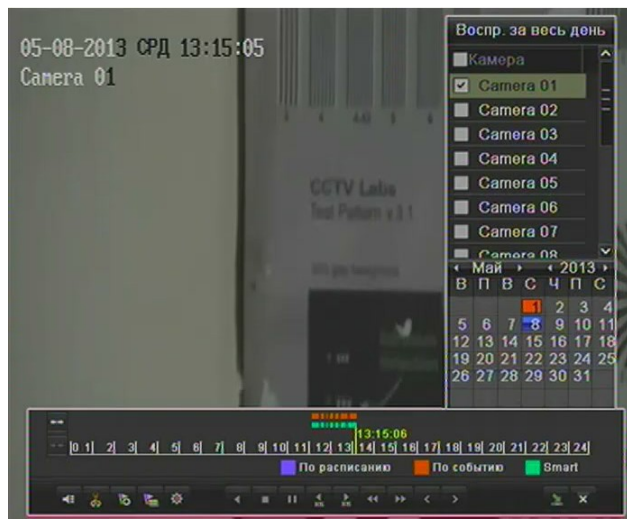 05-08-2013 СРД 13:15:05
Camera 01
CCTV Labs
Test Pattern v 3.1
Воспр. за весь день
Камера
Camera 01
Camera 02
Camera 03
Camera 04
Camera 05
Camera 06
Camera 07
Camera 08
Май 2013
В П В С Ч П С
1 2 3 4
5 6 7 8 9 10 11
12 13 14 15 16 17 18
19 20 21 22 23 24 25
26 27 28 29 30 31
13:15:06
0 1 2 3 4 5 6 7 8 9 10 11 12 13 14 15 16 17 18 19 20 21 22 23 24
По расписанию По событию Smart